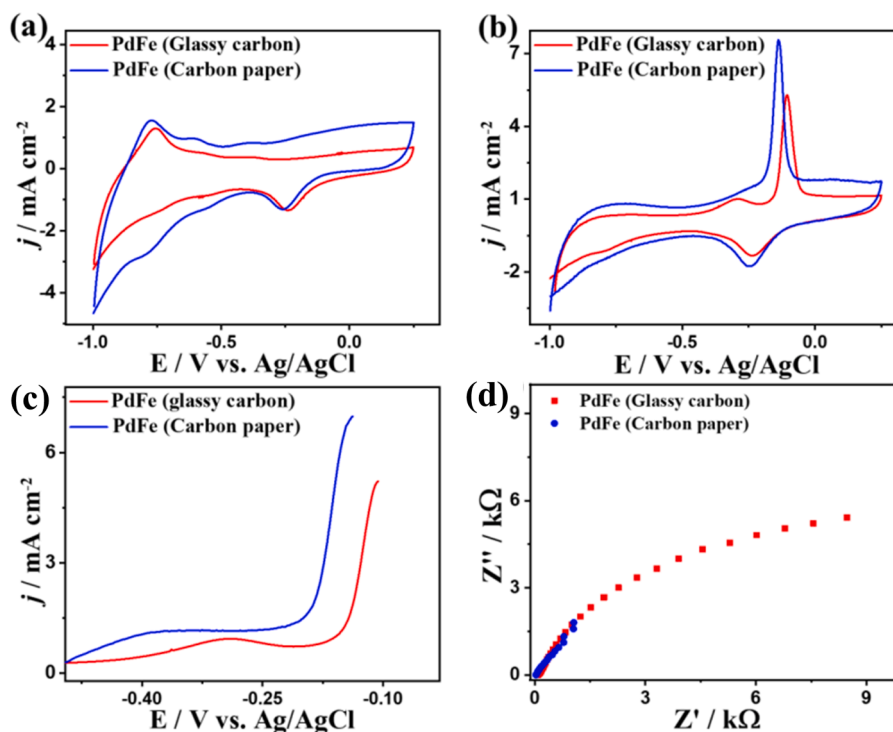 (a)
PdFe (Glassy carbon)
PdFe (Carbon paper)
4
2
0
-2
-4
j / mA cm⁻²
-1.0 -0.5 0.0
E / V vs. Ag/AgCl
(b)
PdFe (Glassy carbon)
PdFe (Carbon paper)
7
4
1
-2
j / mA cm⁻²
-1.0 -0.5 0.0
E / V vs. Ag/AgCl
(c)
PdFe (glassy carbon)
PdFe (Carbon paper)
6
3
0
j / mA cm⁻²
-0.40 -0.25 -0.10
E / V vs. Ag/AgCl
(d)
PdFe (Glassy carbon)
PdFe (Carbon paper)
9
6
3
0
Z'' / kΩ
0 3 6 9
Z' / kΩ